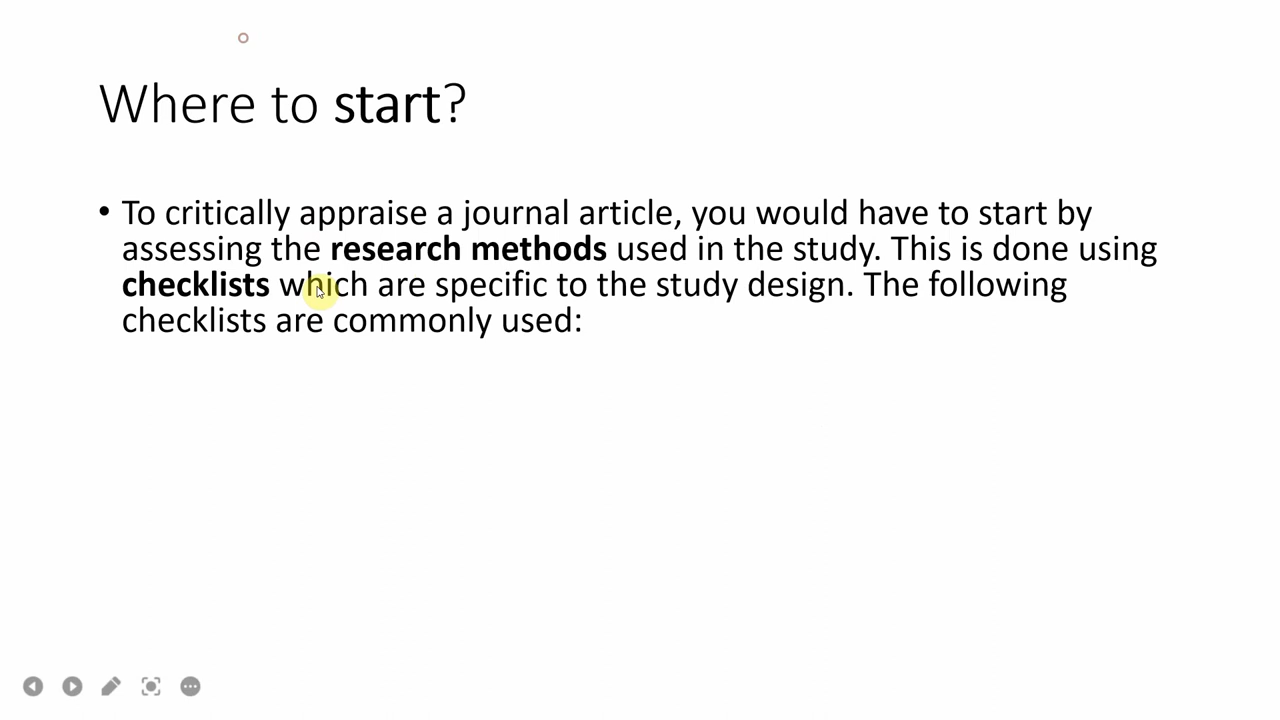 Where to start?
• To critically appraise a journal article, you would have to start by
assessing the research methods used in the study. This is done using
checklists which are specific to the study design. The following
checklists are commonly used: